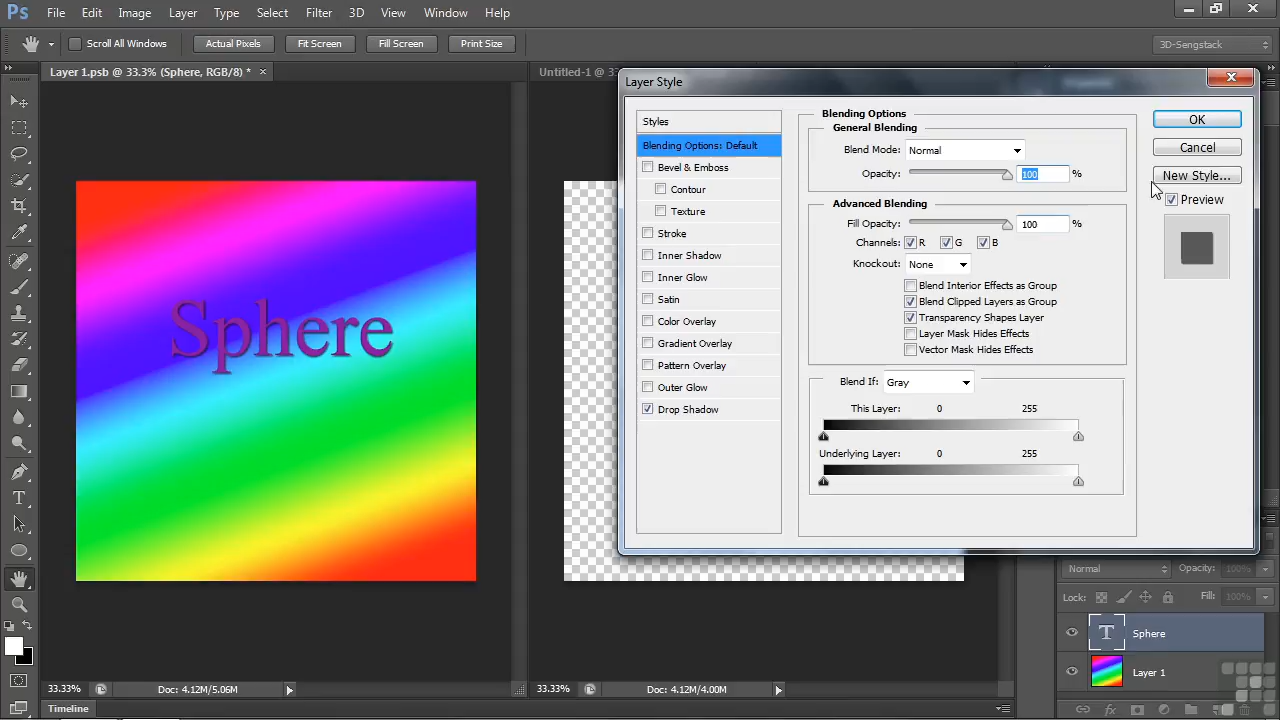 Ps File Edit Image Layer Type Select Filter 3D View Window Help
Scroll All Windows Actual Pixels Fit Screen Fill Screen Print Size 3D-Sengstack
Layer 1.psb @ 33.3% (Sphere, RGB/8) * ×
Untitled-1 @ 33
Sphere
33.33% Doc: 4.12M/5.06M
33.33% Doc: 4.12M/4.00M
Timeline
Layer Style
Styles
Blending Options: Default
Bevel & Emboss
Contour
Texture
Stroke
Inner Shadow
Inner Glow
Satin
Color Overlay
Gradient Overlay
Pattern Overlay
Outer Glow
Drop Shadow
Blending Options
General Blending
Blend Mode: Normal
Opacity: 100 %
Advanced Blending
Fill Opacity: 100 %
Channels: R G B
Knockout: None
Blend Interior Effects as Group
Blend Clipped Layers as Group
Transparency Shapes Layer
Layer Mask Hides Effects
Vector Mask Hides Effects
Blend If: Gray
This Layer: 0 255
Underlying Layer: 0 255
OK
Cancel
New Style...
Preview
Normal Opacity: 100%
Lock: Fill: 100%
T Sphere
Layer 1
fx